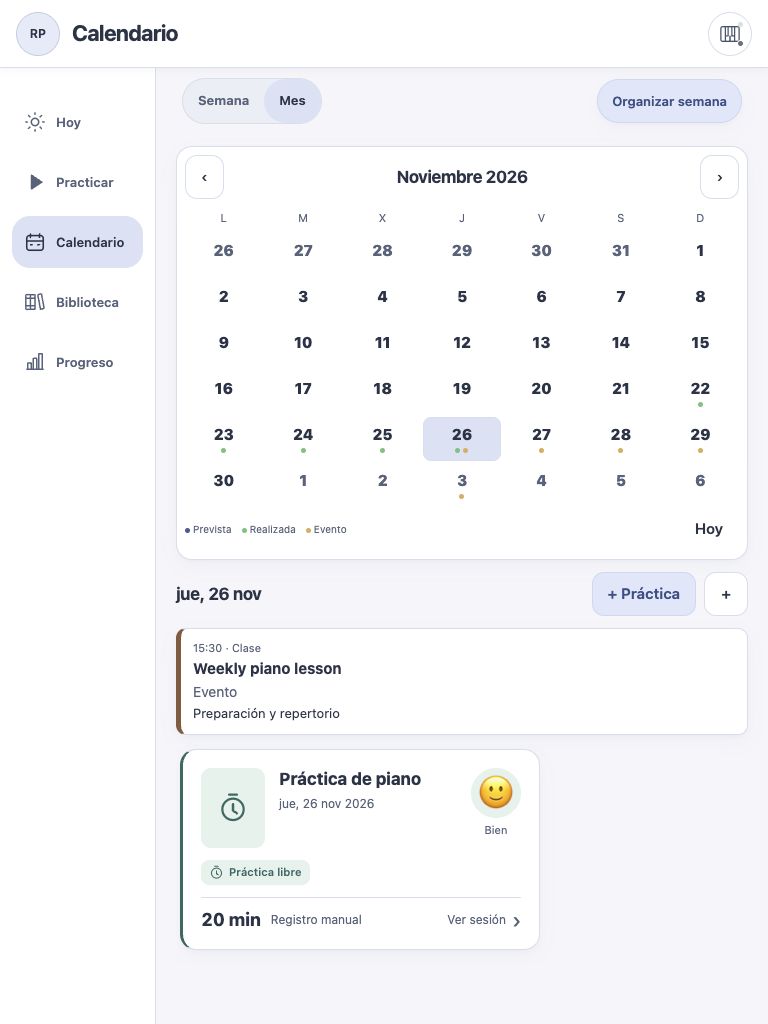 RP
Calendario
Hoy
Practicar
Calendario
Biblioteca
Progreso
Semana
Mes
Organizar semana
‹
Noviembre 2026
›
L M X J V S D
26 27 28 29 30 31 1
2 3 4 5 6 7 8
9 10 11 12 13 14 15
16 17 18 19 20 21 22
23 24 25 26 27 28 29
30 1 2 3 4 5 6
Prevista Realizada Evento
Hoy
jue, 26 nov
+ Práctica
+
15:30 · Clase
Weekly piano lesson
Evento
Preparación y repertorio
Práctica de piano
jue, 26 nov 2026
Bien
Práctica libre
20 min Registro manual
Ver sesión ›